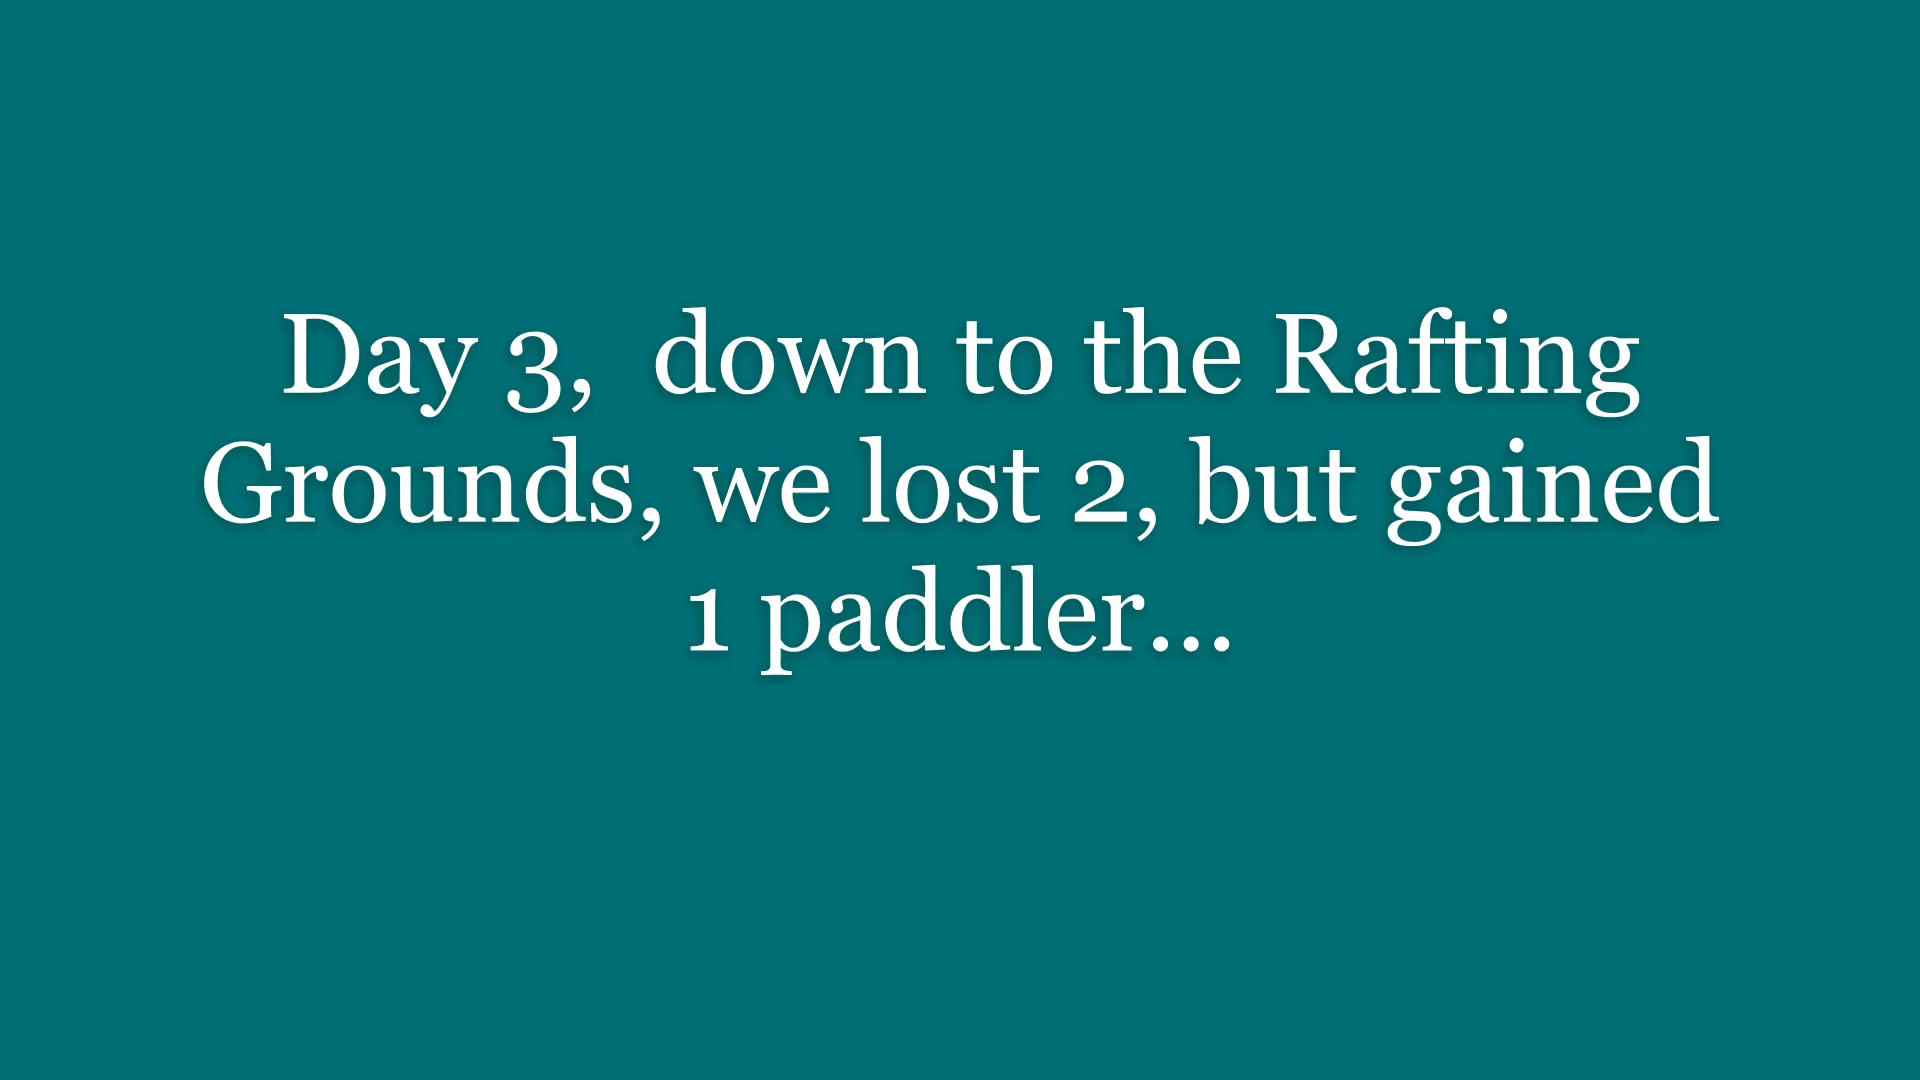 Day 3,  down to the Rafting
Grounds, we lost 2, but gained
1 paddler...